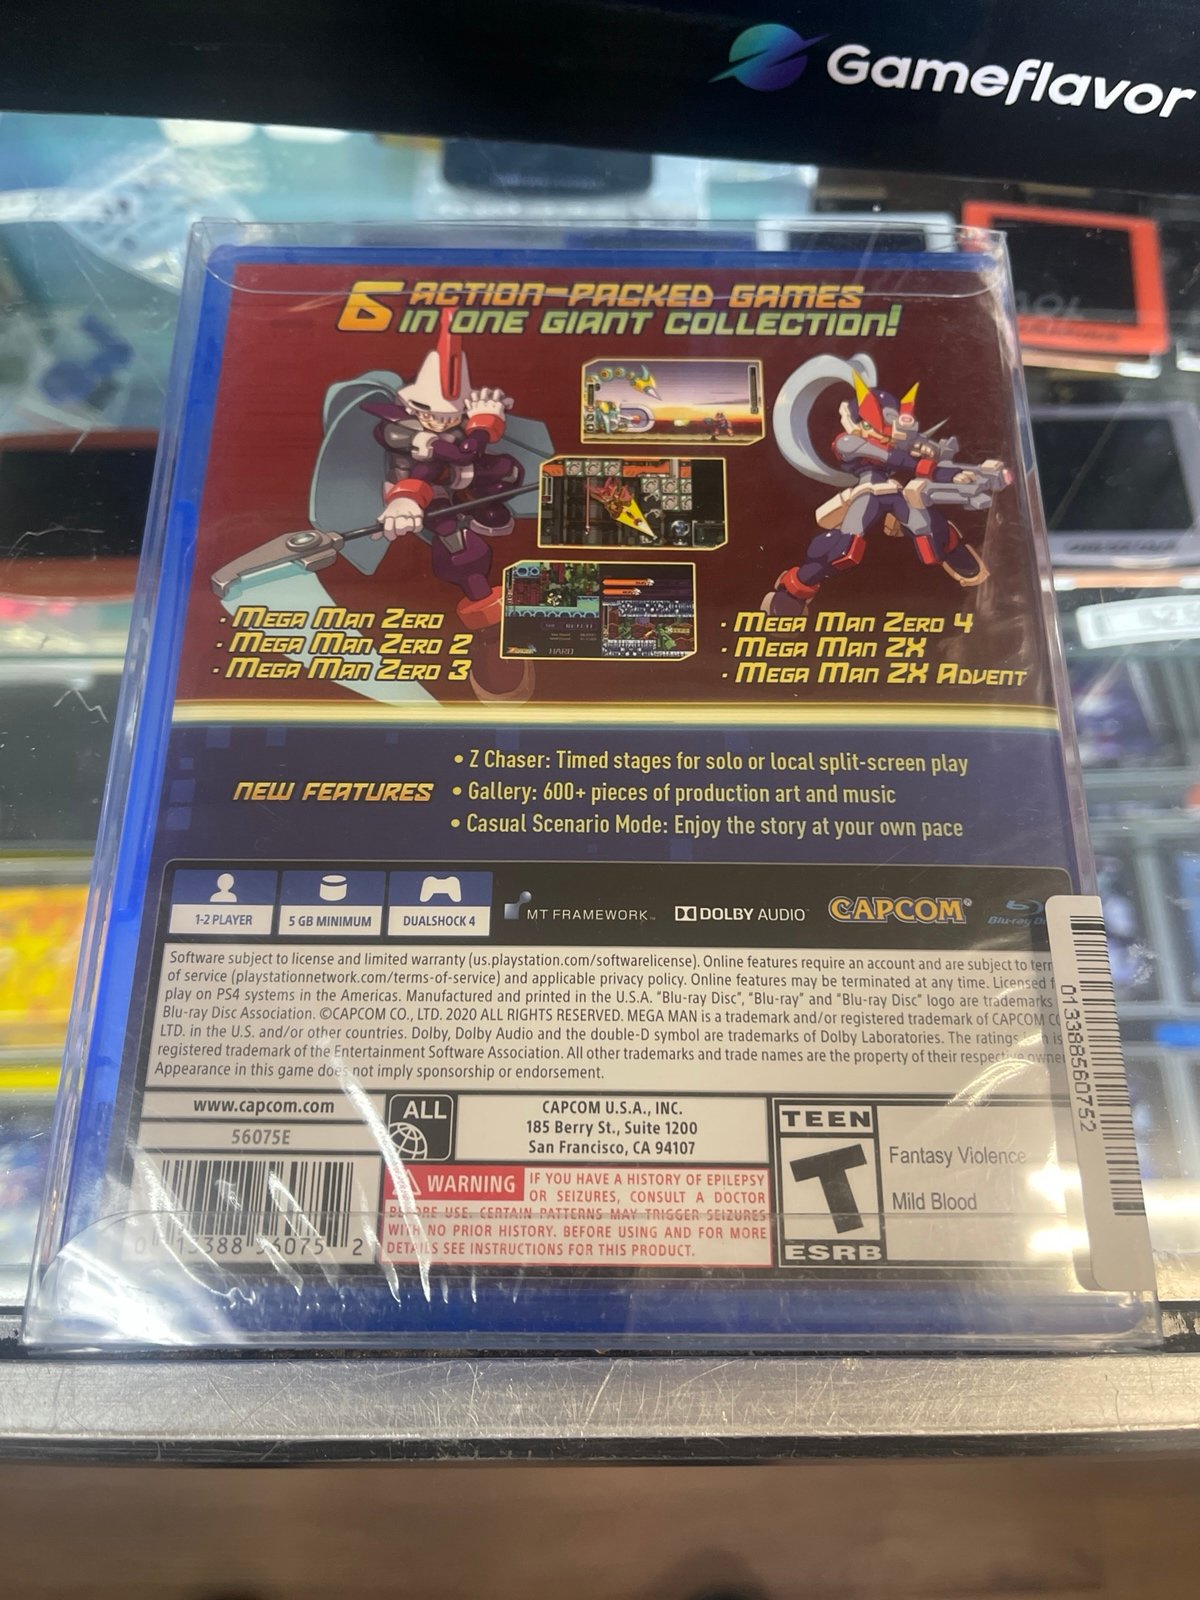 Gameflavor
6 ACTION-PACKED GAMES
IN ONE GIANT COLLECTION!
• MEGA MAN ZERO
• MEGA MAN ZERO 2
• MEGA MAN ZERO 3
• MEGA MAN ZERO 4
• MEGA MAN ZX
• MEGA MAN ZX ADVENT
HARD
NEW FEATURES
• Z Chaser: Timed stages for solo or local split-screen play
• Gallery: 600+ pieces of production art and music
• Casual Scenario Mode: Enjoy the story at your own pace
1-2 PLAYER
5 GB MINIMUM
DUALSHOCK 4
MT FRAMEWORK™
DOLBY AUDIO™
CAPCOM®
Blu-ray
Software subject to license and limited warranty (us.playstation.com/softwarelicense). Online features require an account and are subject to
of service (playstationnetwork.com/terms-of-service) and applicable privacy policy. Online features may be terminated at any time. Licensed
play on PS4 systems in the Americas. Manufactured and printed in the U.S.A. "Blu-ray Disc", "Blu-ray" and "Blu-ray Disc" logo are trademarks
Blu-ray Disc Association. ©CAPCOM CO., LTD. 2020 ALL RIGHTS RESERVED. MEGA MAN is a trademark and/or registered trademark of CAPCOM
LTD. in the U.S. and/or other countries. Dolby, Dolby Audio and the double-D symbol are trademarks of Dolby Laboratories. The ratings is
registered trademark of the Entertainment Software Association. All other trademarks and trade names are the property of their respective owner
Appearance in this game does not imply sponsorship or endorsement.
013388560752
www.capcom.com
56075E
ALL
CAPCOM U.S.A., INC.
185 Berry St., Suite 1200
San Francisco, CA 94107
WARNING IF YOU HAVE A HISTORY OF EPILEPSY
OR SEIZURES, CONSULT A DOCTOR
BEFORE USE. CERTAIN PATTERNS MAY TRIGGER SEIZURES
WITH NO PRIOR HISTORY. BEFORE USING AND FOR MORE
DETAILS SEE INSTRUCTIONS FOR THIS PRODUCT.
0 13388 56075 2
TEEN
T
ESRB
Fantasy Violence
Mild Blood